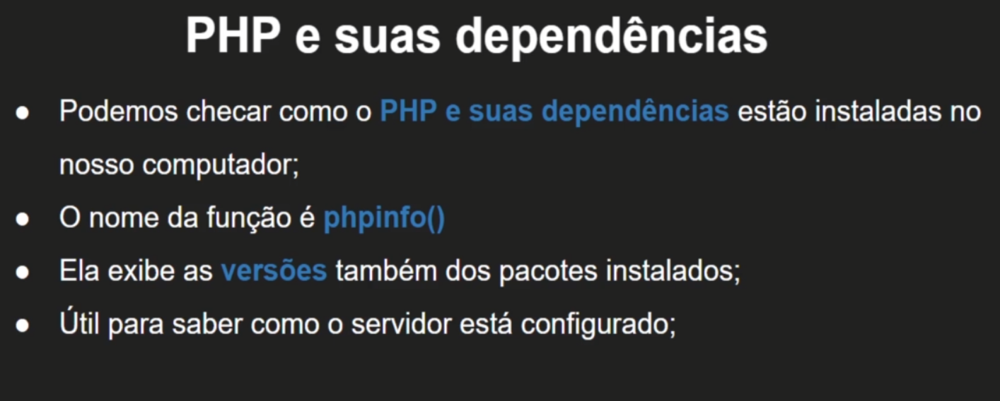 PHP e suas dependências
● Podemos checar como o PHP e suas dependências estão instaladas no
nosso computador;
● O nome da função é phpinfo()
● Ela exibe as versões também dos pacotes instalados;
● Útil para saber como o servidor está configurado;